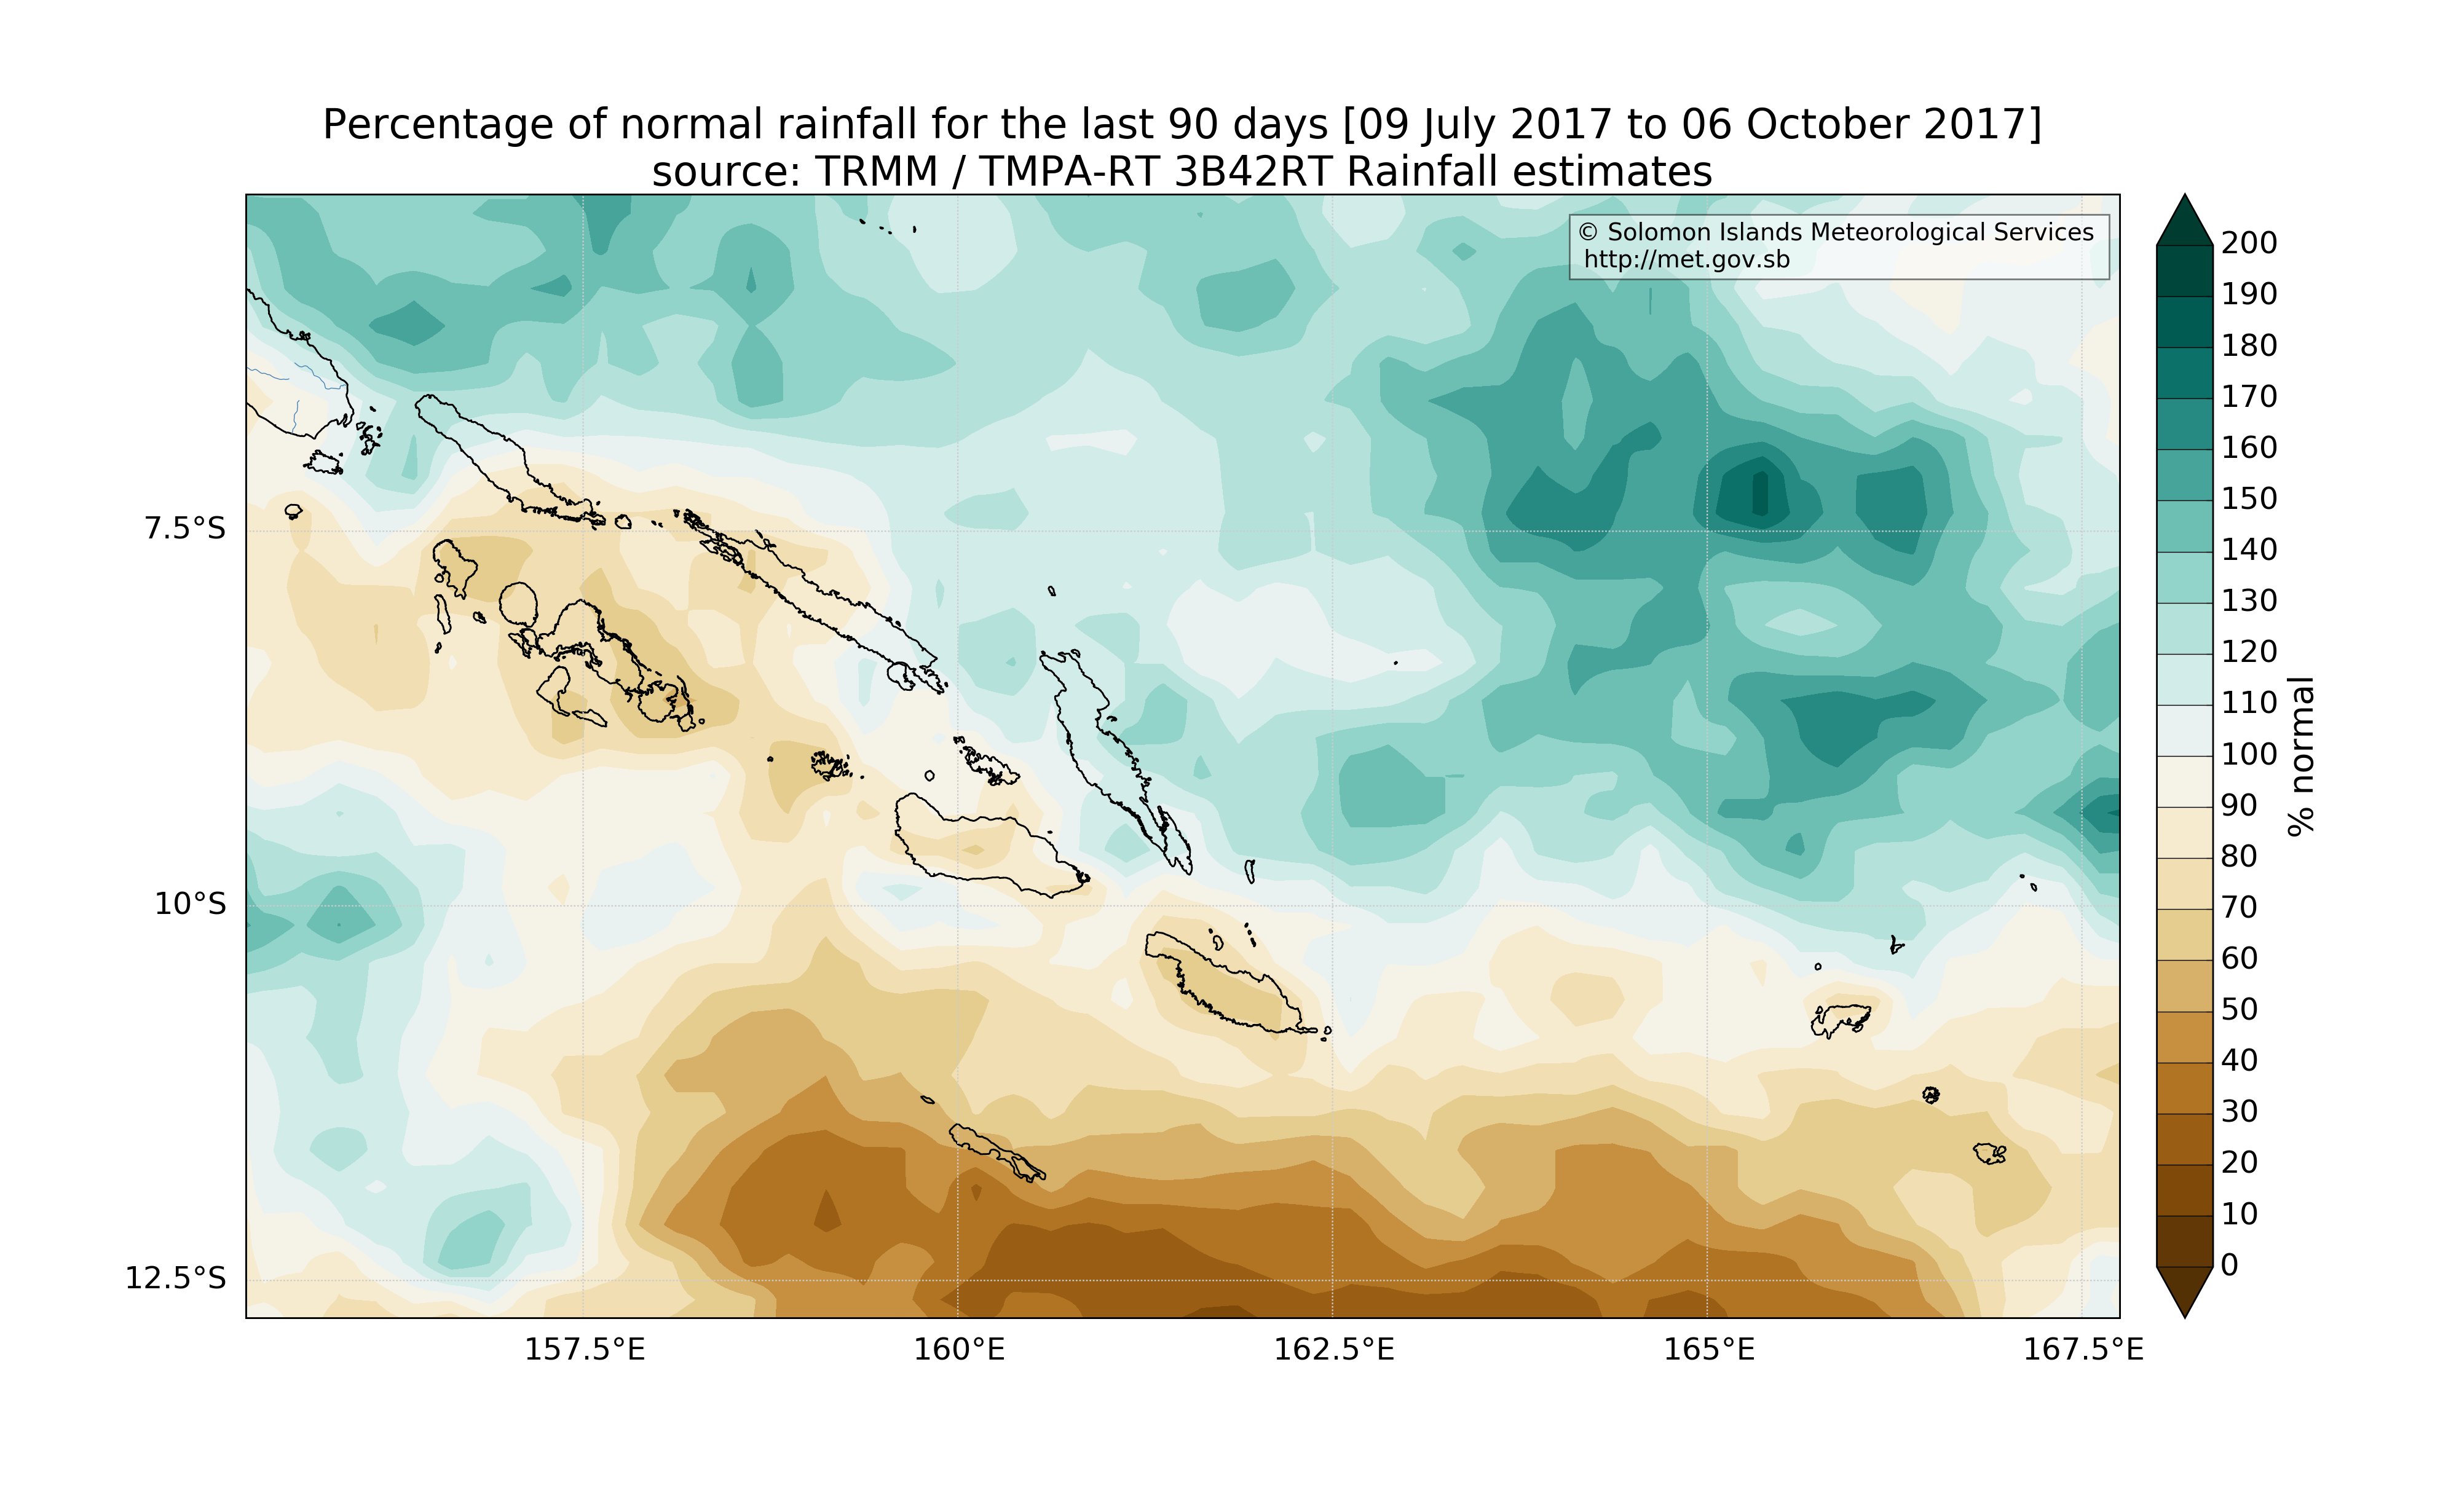 Percentage of normal rainfall for the last 90 days [09 July 2017 to 06 October 2017]
source: TRMM / TMPA-RT 3B42RT Rainfall estimates
© Solomon Islands Meteorological Services
http://met.gov.sb
7.5°S
10°S
12.5°S
157.5°E
160°E
162.5°E
165°E
167.5°E
200
190
180
170
160
150
140
130
120
110
100
90
80
70
60
50
40
30
20
10
0
% normal